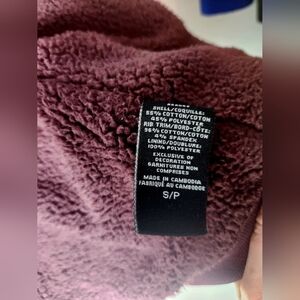 SHELL/COQUILLE:
55% COTTON/COTON
45% POLYESTER
RIB TRIM/BORD-CÔTE:
96% COTTON/COTON
4% SPANDEX
LINING/DOUBLURE:
100% POLYESTER
EXCLUSIVE OF
DECORATION
GARNITURES NON
COMPRISES
MADE IN CAMBODIA
FABRIQUÉ AU CAMBODGE
S/P